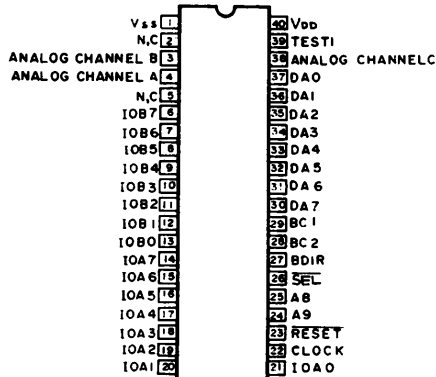 Vss 1 40 VDD
N,C 2 39 TEST1
ANALOG CHANNEL B 3 38 ANALOG CHANNELC
ANALOG CHANNEL A 4 37 DA0
N,C 5 36 DA1
IOB7 6 35 DA2
IOB6 7 34 DA3
IOB5 8 33 DA4
IOB4 9 32 DA5
IOB3 10 31 DA6
IOB2 11 30 DA7
IOB1 12 29 BC1
IOB0 13 28 BC2
IOA7 14 27 BDIR
IOA6 15 26 SEL
IOA5 16 25 A8
IOA4 17 24 A9
IOA3 18 23 RESET
IOA2 19 22 CLOCK
IOA1 20 21 IOA0